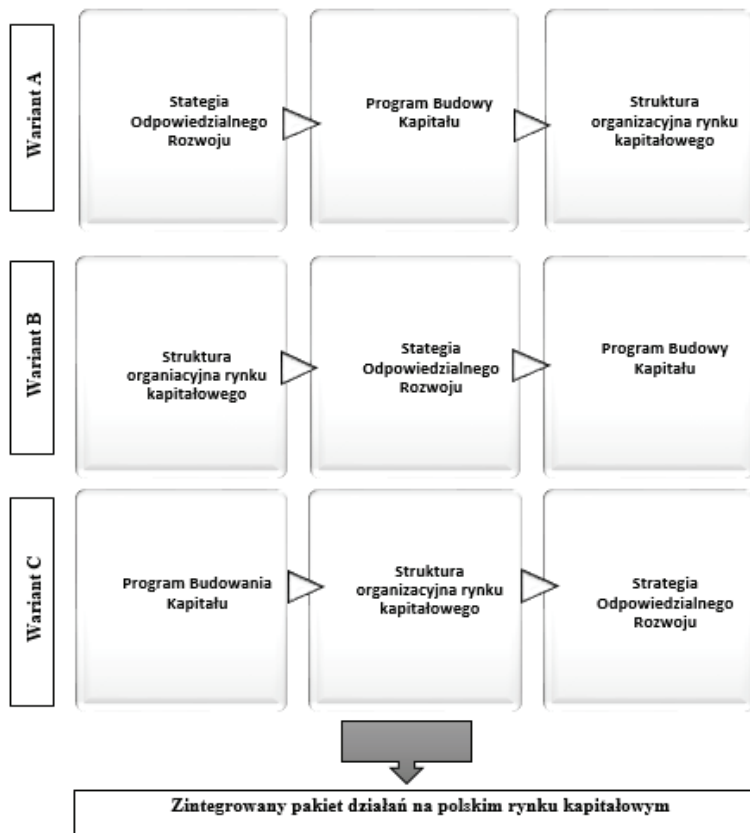 Wariant A
Stategia
Odpowiedzialnego
Rozwoju
Program Budowy
Kapitału
Struktura
organizacyjna rynku
kapitałowego
Wariant B
Struktura
organiacyjna rynku
kapitałowego
Stategia
Odpowiedzialnego
Rozwoju
Program Budowy
Kapitału
Wariant C
Program Budowania
Kapitału
Struktura
organizacyjna rynku
kapitałowego
Strategia
Odpowiedzialnego
Rozwoju
Zintegrowany pakiet działań na polskim rynku kapitałowym